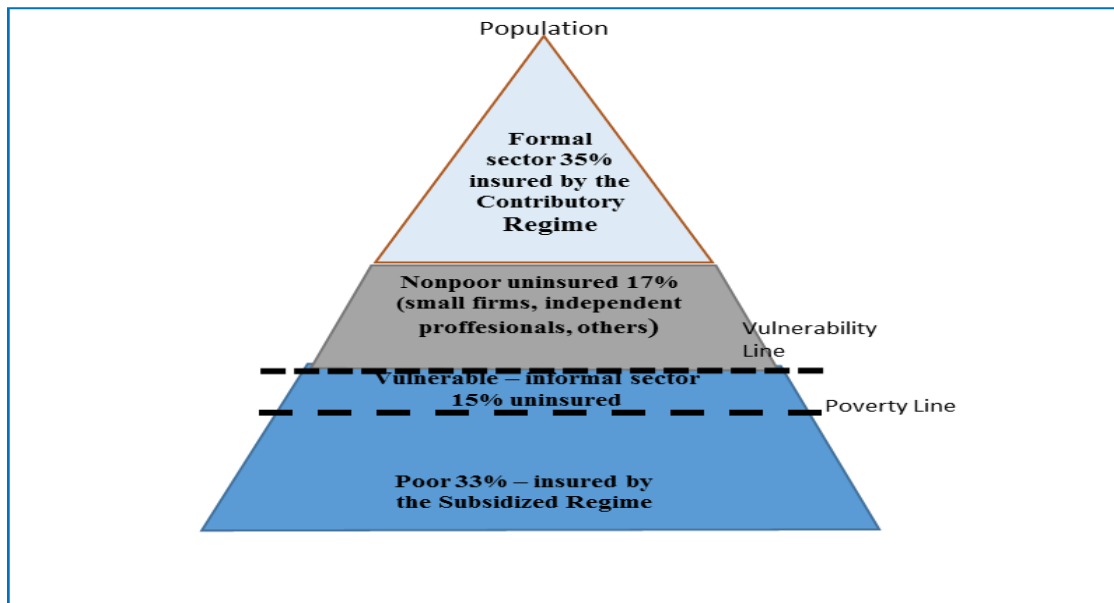 Population
Formal
sector 35%
insured by the
Contributory
Regime
Nonpoor uninsured 17%
(small firms, independent
proffesionals, others)
Vulnerability
Line
Vulnerable – informal sector
15% uninsured
Poverty Line
Poor 33% – insured by
the Subsidized Regime